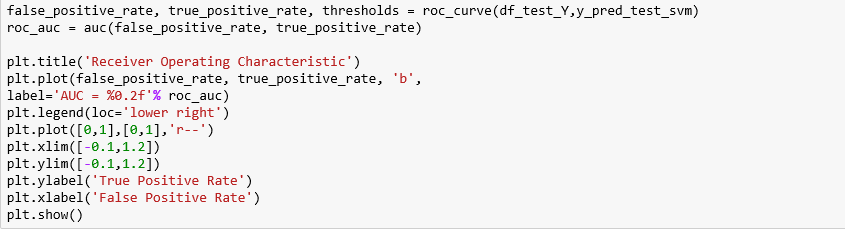 false_positive_rate, true_positive_rate, thresholds = roc_curve(df_test_Y,y_pred_test_svm)
roc_auc = auc(false_positive_rate, true_positive_rate)
plt.title('Receiver Operating Characteristic')
plt.plot(false_positive_rate, true_positive_rate, 'b',
label='AUC = %0.2f'% roc_auc)
plt.legend(loc='lower right')
plt.plot([0,1],[0,1],'r--')
plt.xlim([-0.1,1.2])
plt.ylim([-0.1,1.2])
plt.ylabel('True Positive Rate')
plt.xlabel('False Positive Rate')
plt.show()